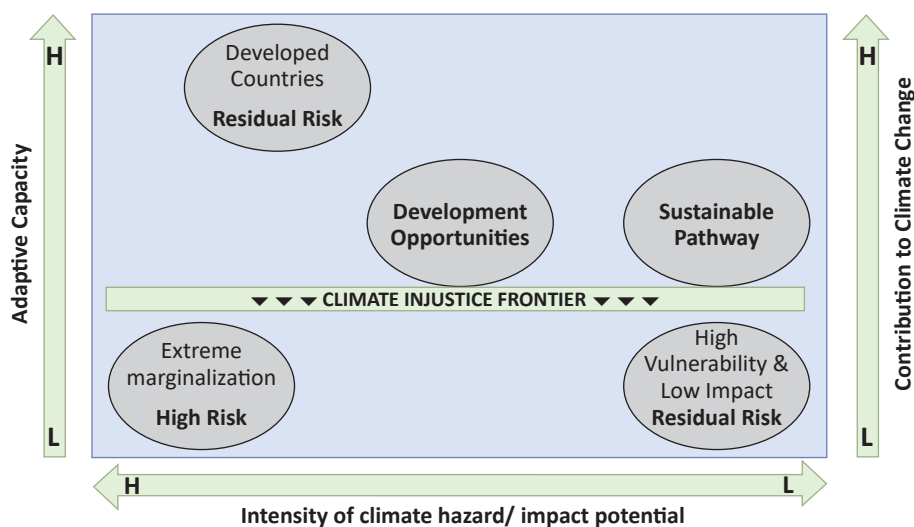 H
Developed
Countries
Residual Risk
H
Adaptive Capacity
Development
Opportunities
Sustainable
Pathway
Contribution to Climate Change
▼ ▼ ▼ CLIMATE INJUSTICE FRONTIER ▼ ▼ ▼
Extreme
marginalization
High Risk
High
Vulnerability &
Low Impact
Residual Risk
L
L
H
L
Intensity of climate hazard/ impact potential